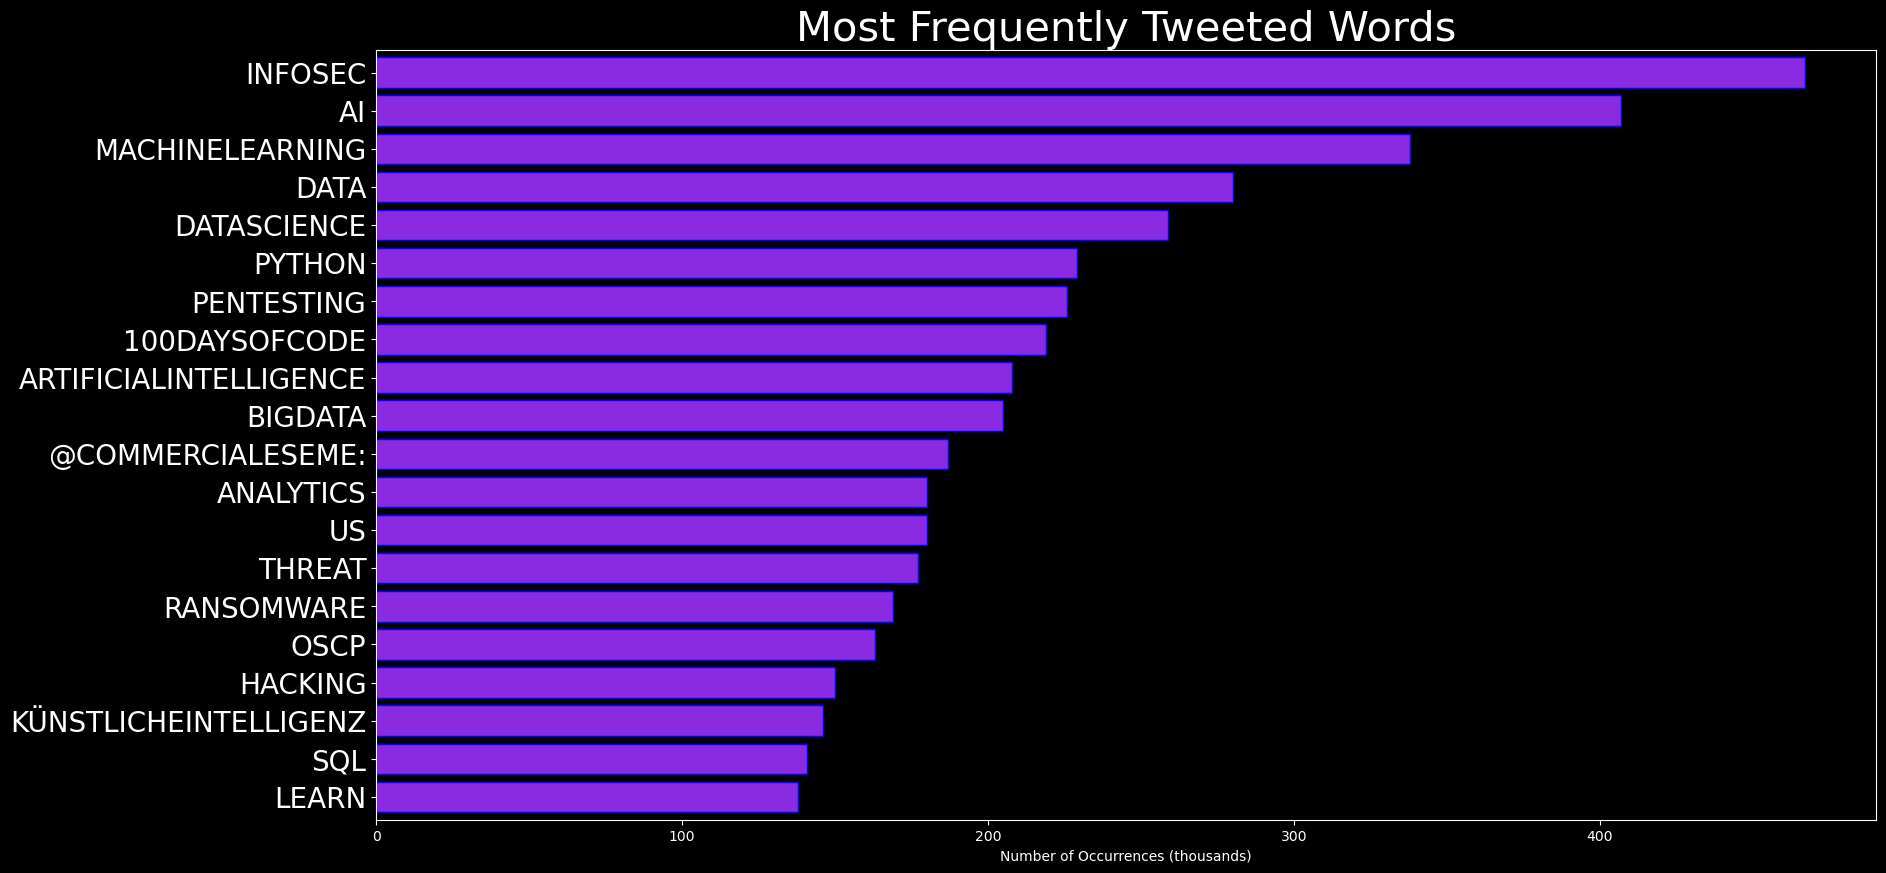 Most Frequently Tweeted Words
INFOSEC
AI
MACHINELEARNING
DATA
DATASCIENCE
PYTHON
PENTESTING
100DAYSOFCODE
ARTIFICIALINTELLIGENCE
BIGDATA
@COMMERCIALESEME:
ANALYTICS
US
THREAT
RANSOMWARE
OSCP
HACKING
KÜNSTLICHEINTELLIGENZ
SQL
LEARN
0 100 200 300 400
Number of Occurrences (thousands)